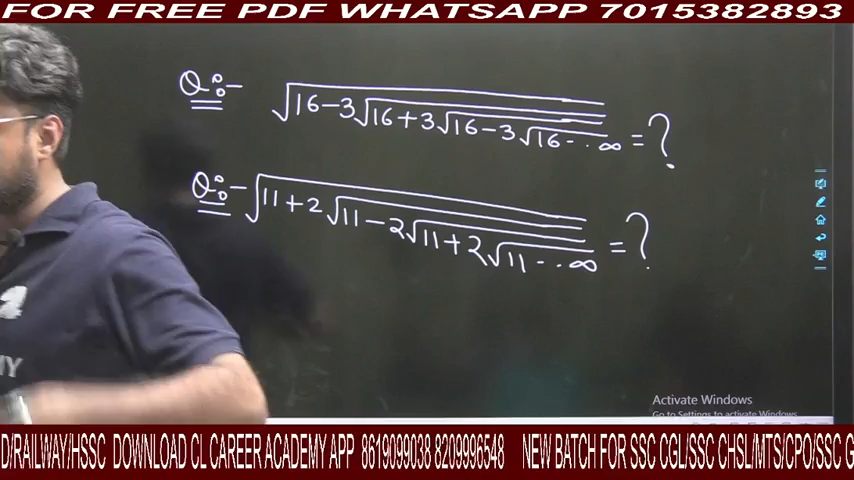 FOR FREE PDF WHATSAPP 7015382893
Q:- √16-3√16+3√16-3√16-..∞ = ?
Q:- √11+2√11-2√11+2√11-..∞ = ?
4
MY
Activate Windows
Go to Settings to activate Windows.
D/RAILWAY/HSSC DOWNLOAD CL CAREER ACADEMY APP 8619099038 8209996548 NEW BATCH FOR SSC CGL/SSC CHSL/MTS/CPO/SSC G